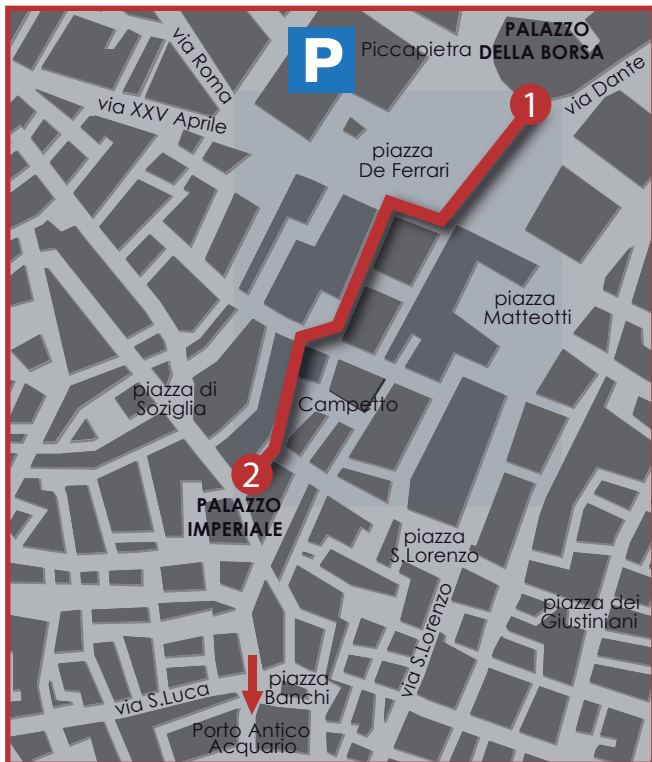 PALAZZO
DELLA BORSA
P
Piccapietra
via Roma
via Dante
via XXV Aprile
1
piazza
De Ferrari
piazza
Matteotti
piazza di
Soziglia
Campetto
2
PALAZZO
IMPERIALE
piazza
S.Lorenzo
piazza dei
Giustiniani
via S.Lorenzo
via S.Luca
piazza
Banchi
Porto Antico
Acquario